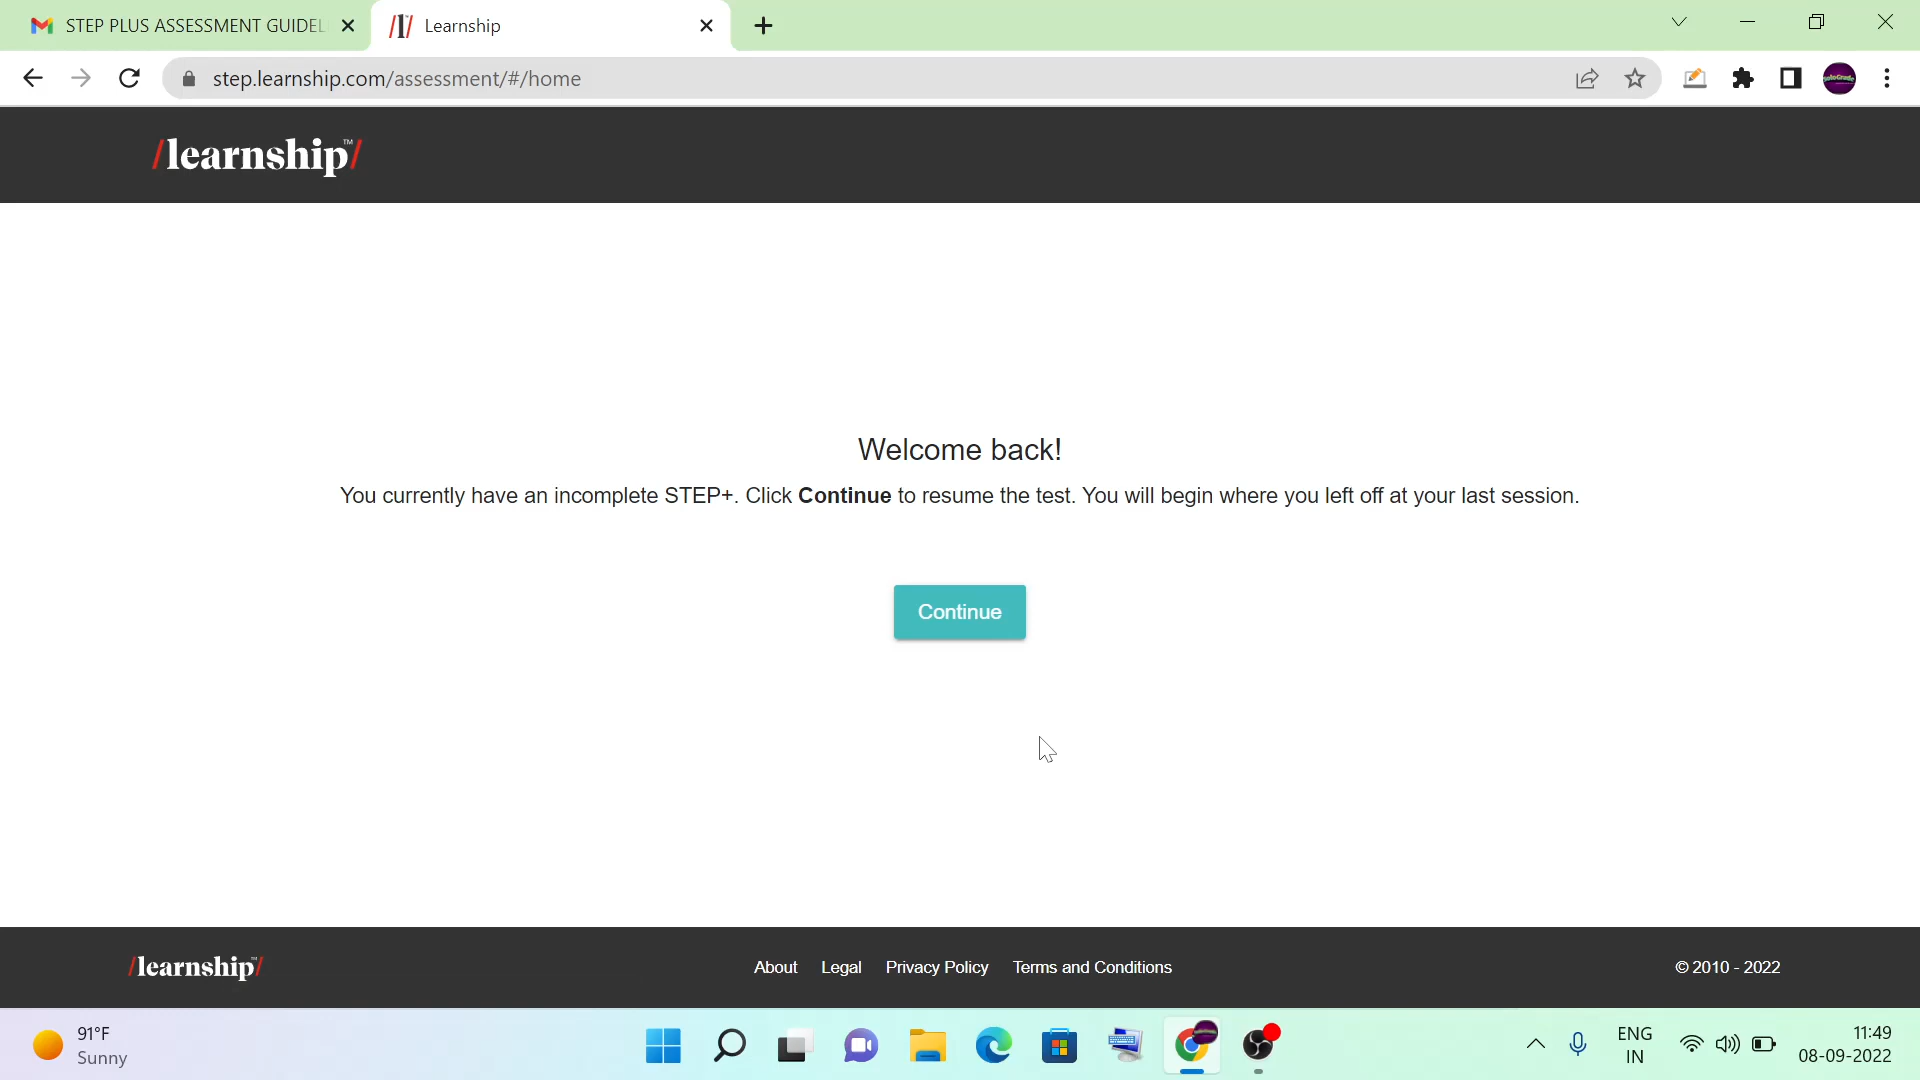 STEP PLUS ASSESSMENT GUIDEL
Learnship
step.learnship.com/assessment/#/home
/learnship™/
Welcome back!
You currently have an incomplete STEP+. Click Continue to resume the test. You will begin where you left off at your last session.
Continue
/learnship™/
About Legal Privacy Policy Terms and Conditions
© 2010 - 2022
91°F
Sunny
ENG
IN
11:49
08-09-2022